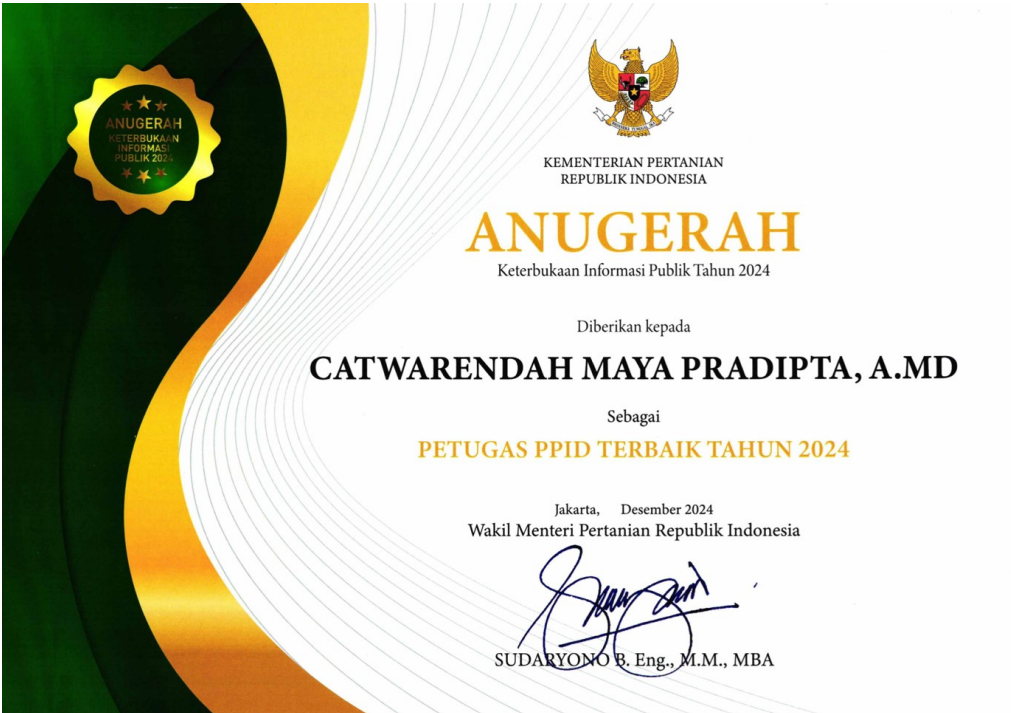 ANUGERAH
KETERBUKAAN
INFORMASI
PUBLIK 2024
KEMENTERIAN PERTANIAN
REPUBLIK INDONESIA
ANUGERAH
Keterbukaan Informasi Publik Tahun 2024
Diberikan kepada
CATWARENDAH MAYA PRADIPTA, A.MD
Sebagai
PETUGAS PPID TERBAIK TAHUN 2024
Jakarta, Desember 2024
Wakil Menteri Pertanian Republik Indonesia
SUDARYONO B. Eng., M.M., MBA